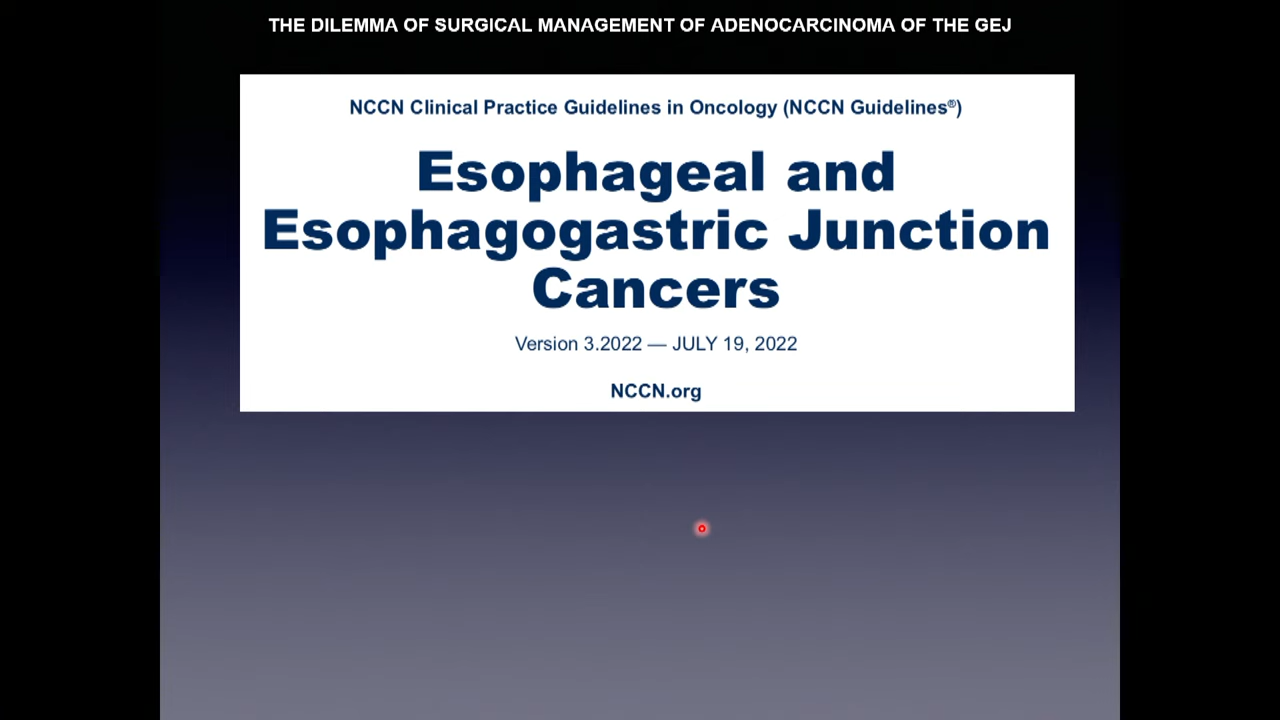 THE DILEMMA OF SURGICAL MANAGEMENT OF ADENOCARCINOMA OF THE GEJ
NCCN Clinical Practice Guidelines in Oncology (NCCN Guidelines®)
Esophageal and
Esophagogastric Junction
Cancers
Version 3.2022 — JULY 19, 2022
NCCN.org